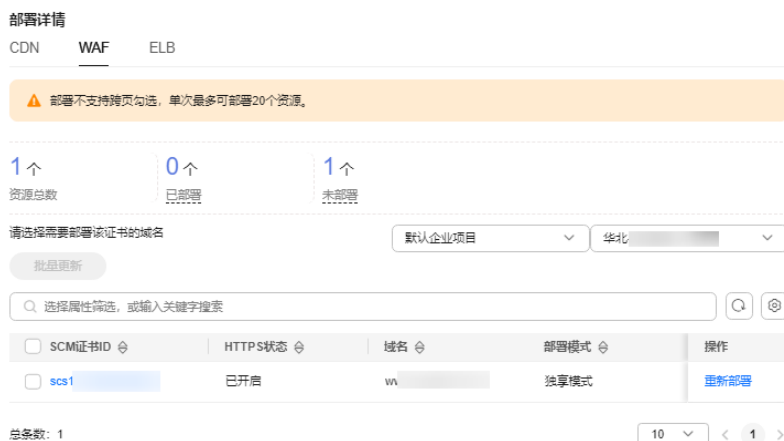 部署详情
CDN WAF ELB
部署不支持跨页勾选，单次最多可部署20个资源。
1个 0个 1个
资源总数 已部署 未部署
请选择需要部署该证书的域名 默认企业项目 华北
批量更新
选择属性筛选，或输入关键字搜索
SCM证书ID HTTPS状态 域名 部署模式 操作
scs1 已开启 独享模式 重新部署
总条数：1 10 1